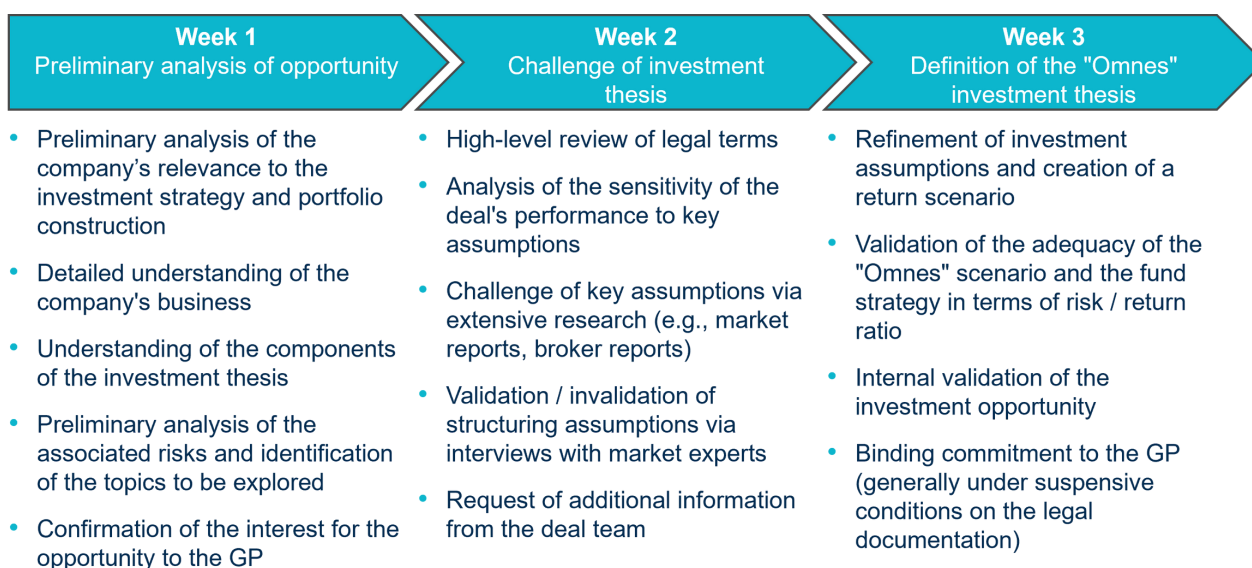 Week 1
Preliminary analysis of opportunity
• Preliminary analysis of the
company’s relevance to the
investment strategy and portfolio
construction
• Detailed understanding of the
company's business
• Understanding of the components
of the investment thesis
• Preliminary analysis of the
associated risks and identification
of the topics to be explored
• Confirmation of the interest for the
opportunity to the GP
Week 2
Challenge of investment
thesis
• High-level review of legal terms
• Analysis of the sensitivity of the
deal's performance to key
assumptions
• Challenge of key assumptions via
extensive research (e.g., market
reports, broker reports)
• Validation / invalidation of
structuring assumptions via
interviews with market experts
• Request of additional information
from the deal team
Week 3
Definition of the "Omnes"
investment thesis
• Refinement of investment
assumptions and creation of a
return scenario
• Validation of the adequacy of the
"Omnes" scenario and the fund
strategy in terms of risk / return
ratio
• Internal validation of the
investment opportunity
• Binding commitment to the GP
(generally under suspensive
conditions on the legal
documentation)